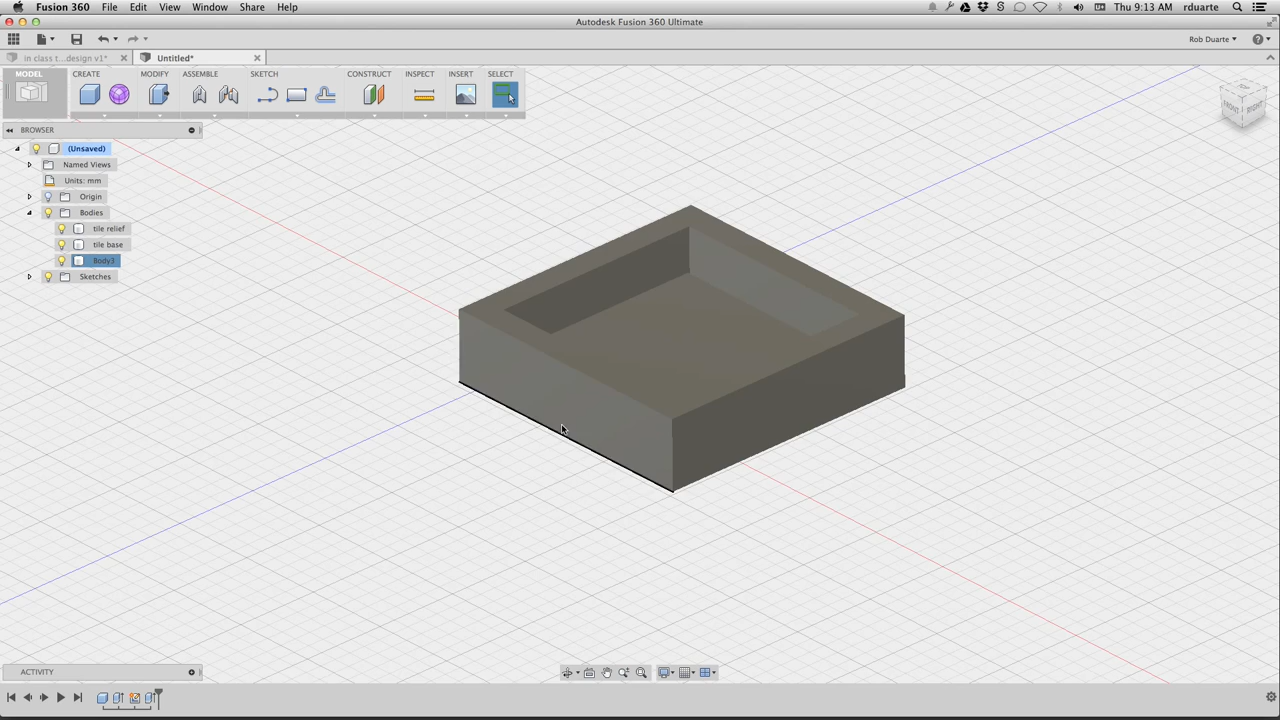 Fusion 360 File Edit View Window Share Help Thu 9:13 AM rduarte
Autodesk Fusion 360 Ultimate
Rob Duarte
in class t...design v1* Untitled*
MODEL CREATE MODIFY ASSEMBLE SKETCH CONSTRUCT INSPECT INSERT SELECT
BROWSER
(Unsaved)
Named Views
Units: mm
Origin
Bodies
tile relief
tile base
Body3
Sketches
FRONT RIGHT
ACTIVITY